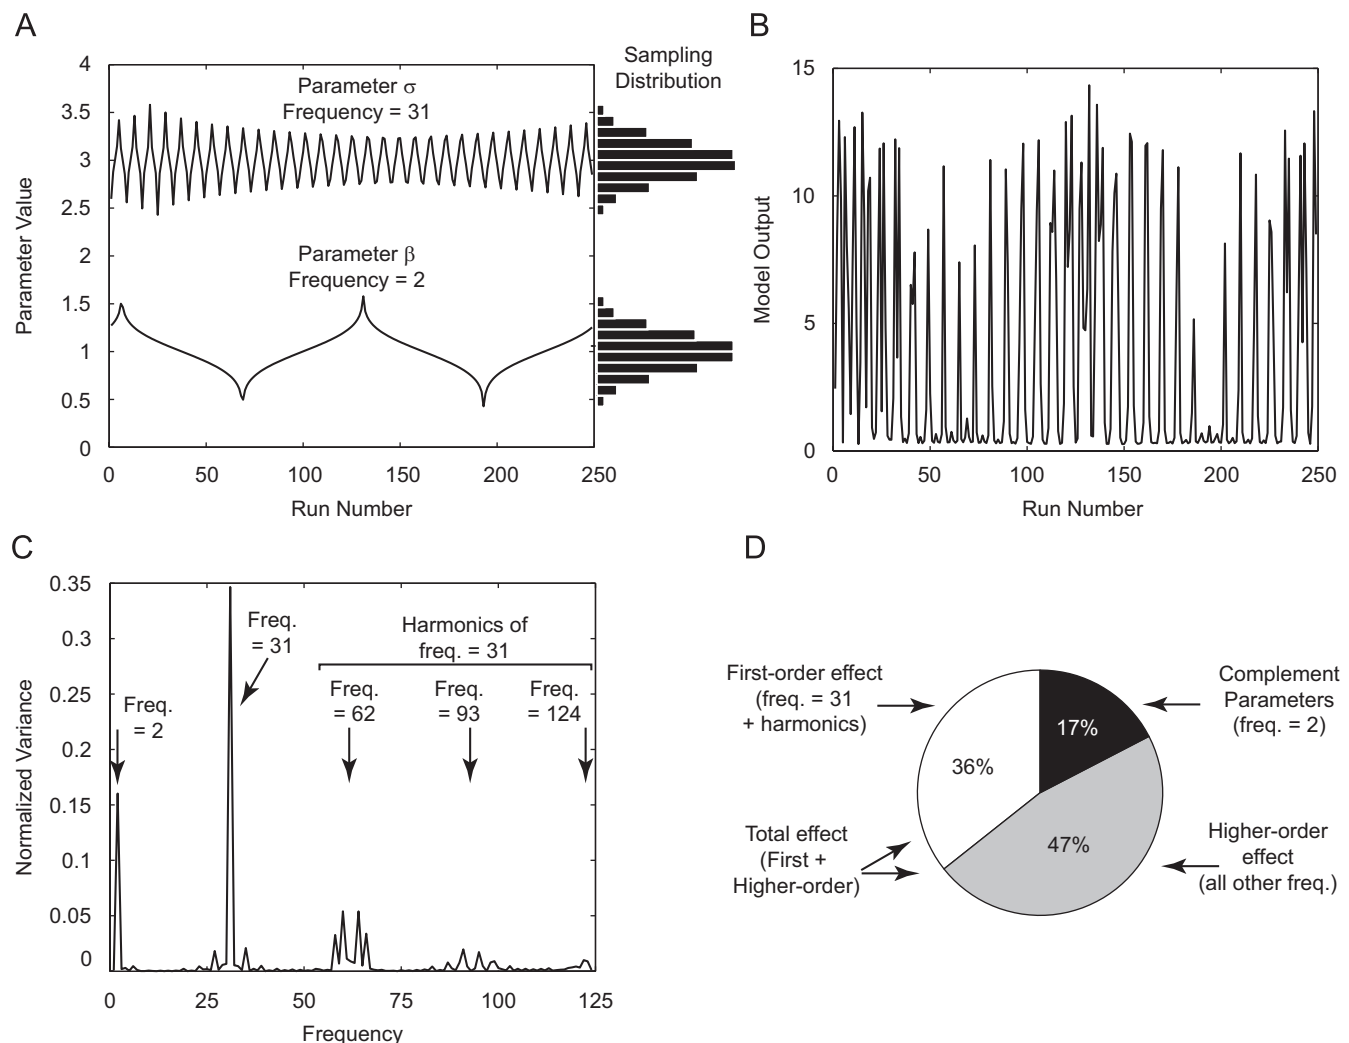 A
Sampling
Distribution
4
3.5
3
2.5
2
1.5
1
0.5
0
Parameter Value
Parameter σ
Frequency = 31
Parameter β
Frequency = 2
0
50
100
150
200
250
Run Number
B
15
10
5
0
Model Output
0
50
100
150
200
250
Run Number
C
0.35
0.3
0.25
0.2
0.15
0.1
0.05
0
Normalized Variance
Freq.
= 2
Freq.
= 31
Harmonics of
freq. = 31
Freq.
= 62
Freq.
= 93
Freq.
= 124
0
25
50
75
100
125
Frequency
D
First-order effect
(freq. = 31
+ harmonics)
Complement
Parameters
(freq. = 2)
17%
36%
47%
Total effect
(First +
Higher-order)
Higher-order
effect
(all other freq.)